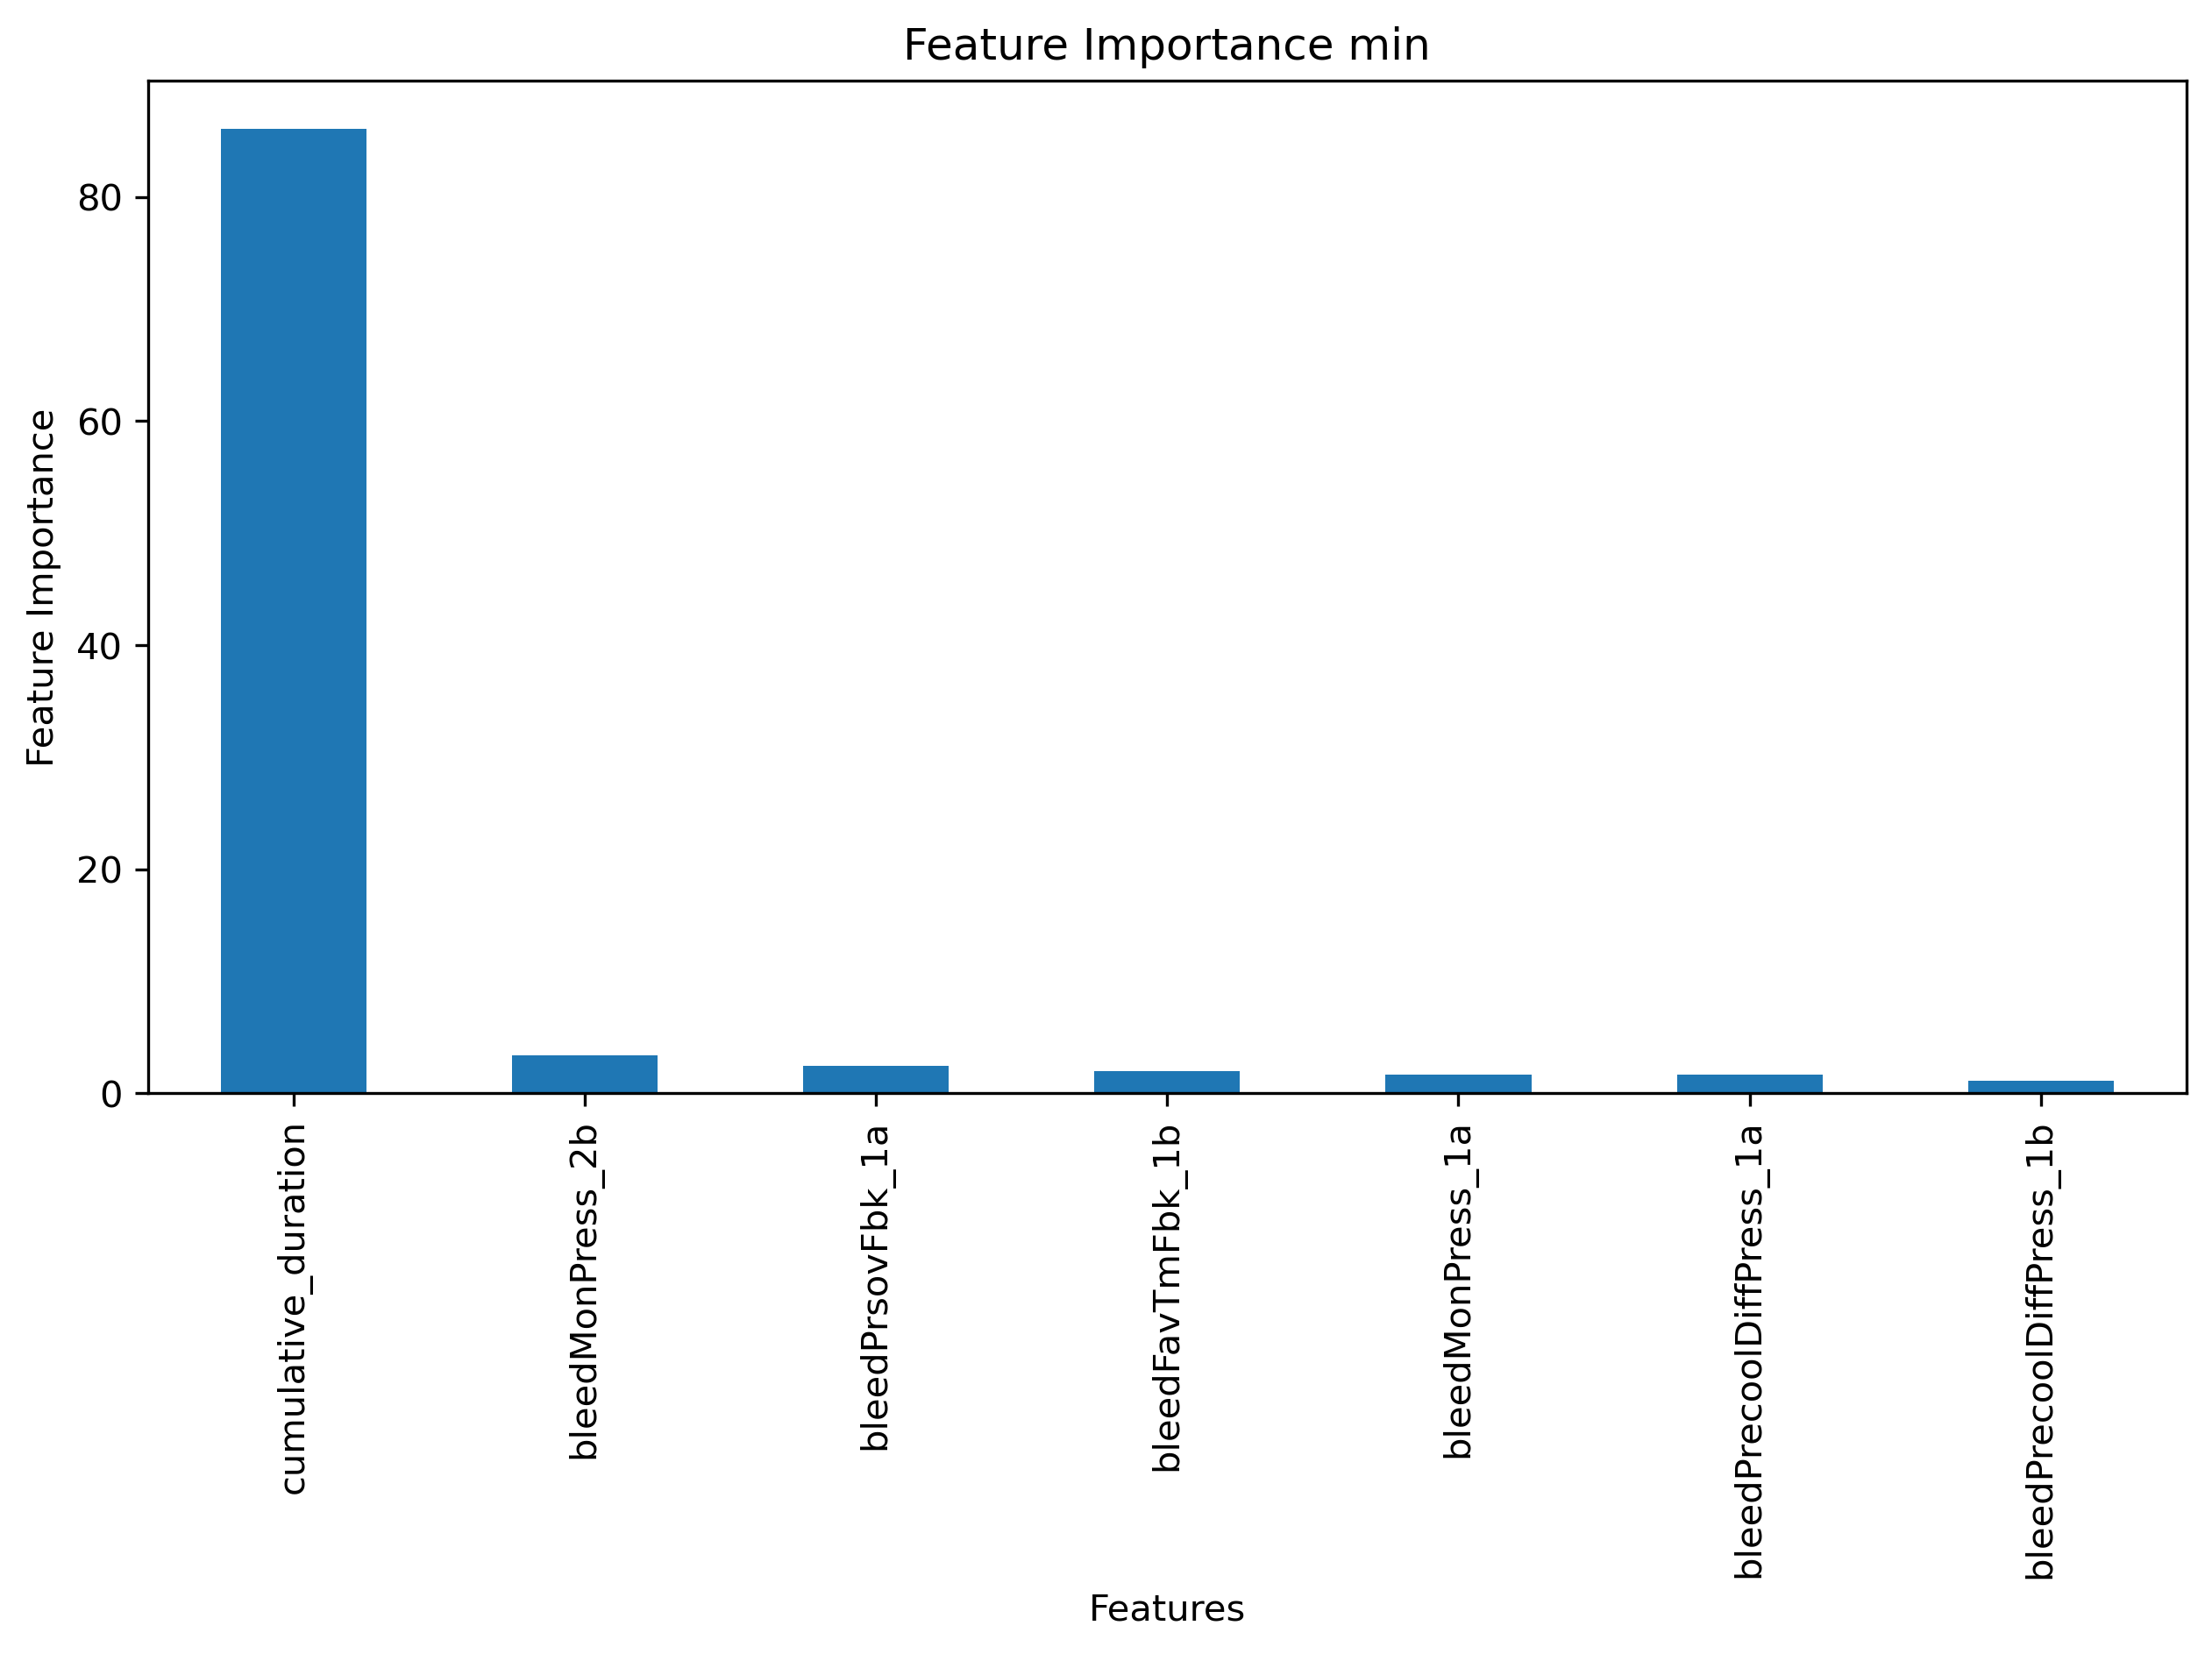 Feature Importance min
Feature Importance
80
60
40
20
0
cumulative_duration
bleedMonPress_2b
bleedPrsovFbk_1a
bleedFavTmFbk_1b
bleedMonPress_1a
bleedPrecoolDiffPress_1a
bleedPrecoolDiffPress_1b
Features